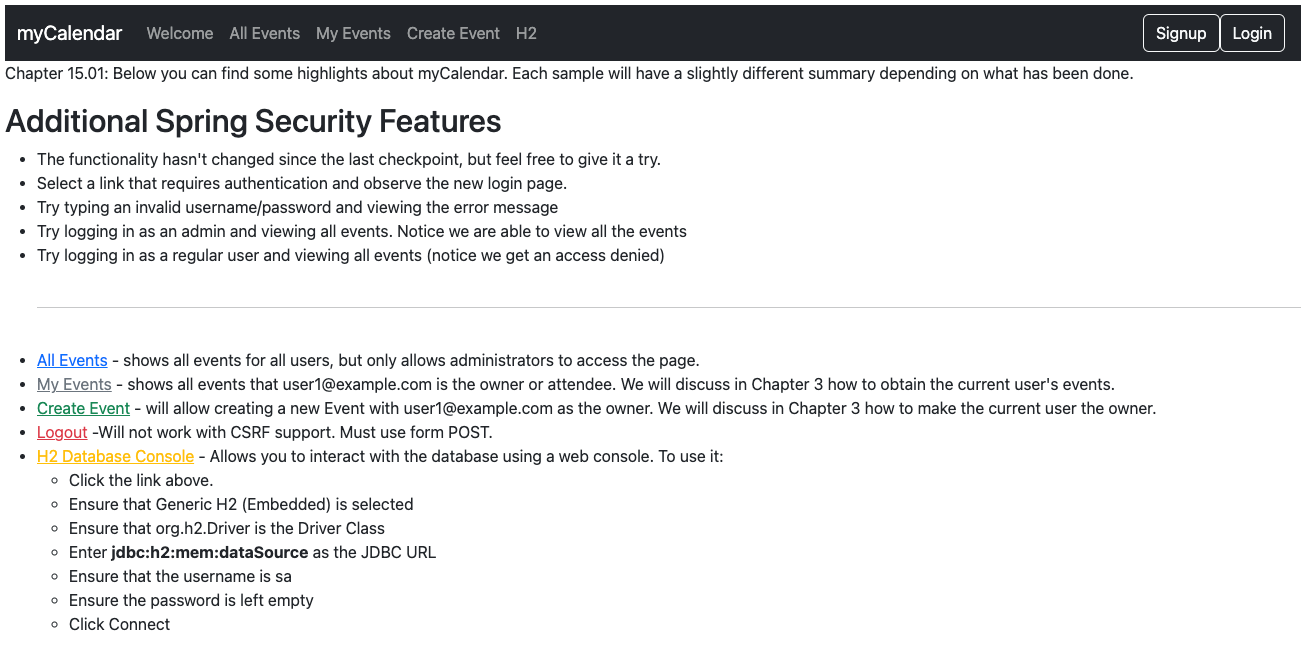 myCalendar Welcome All Events My Events Create Event H2 Signup Login
Chapter 15.01: Below you can find some highlights about myCalendar. Each sample will have a slightly different summary depending on what has been done.
Additional Spring Security Features
• The functionality hasn't changed since the last checkpoint, but feel free to give it a try.
• Select a link that requires authentication and observe the new login page.
• Try typing an invalid username/password and viewing the error message
• Try logging in as an admin and viewing all events. Notice we are able to view all the events
• Try logging in as a regular user and viewing all events (notice we get an access denied)
• All Events - shows all events for all users, but only allows administrators to access the page.
• My Events - shows all events that user1@example.com is the owner or attendee. We will discuss in Chapter 3 how to obtain the current user's events.
• Create Event - will allow creating a new Event with user1@example.com as the owner. We will discuss in Chapter 3 how to make the current user the owner.
• Logout -Will not work with CSRF support. Must use form POST.
• H2 Database Console - Allows you to interact with the database using a web console. To use it:
◦ Click the link above.
◦ Ensure that Generic H2 (Embedded) is selected
◦ Ensure that org.h2.Driver is the Driver Class
◦ Enter jdbc:h2:mem:dataSource as the JDBC URL
◦ Ensure that the username is sa
◦ Ensure the password is left empty
◦ Click Connect